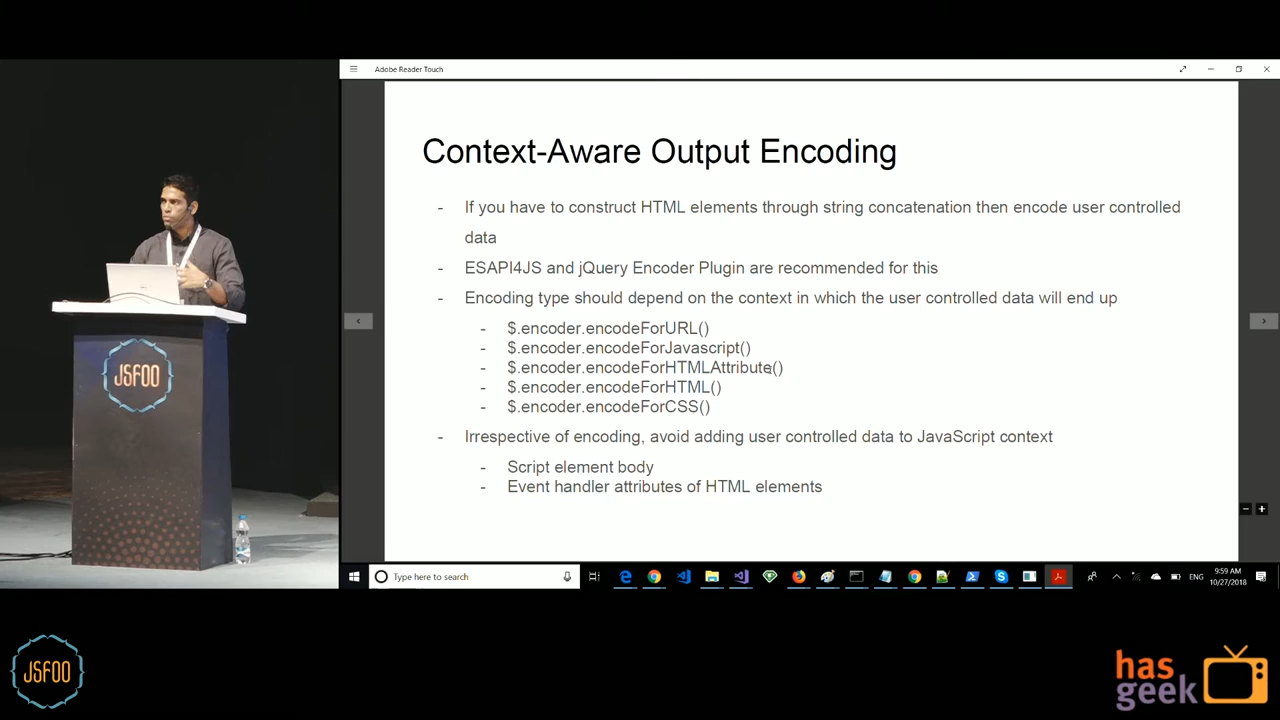 Adobe Reader Touch
Context-Aware Output Encoding
- If you have to construct HTML elements through string concatenation then encode user controlled
data
- ESAPI4JS and jQuery Encoder Plugin are recommended for this
- Encoding type should depend on the context in which the user controlled data will end up
- $.encoder.encodeForURL()
- $.encoder.encodeForJavascript()
- $.encoder.encodeForHTMLAttribute()
- $.encoder.encodeForHTML()
- $.encoder.encodeForCSS()
- Irrespective of encoding, avoid adding user controlled data to JavaScript context
- Script element body
- Event handler attributes of HTML elements
JSFOO
Type here to search
ENG
9:59 AM
10/27/2018
JSFOO
has
geek